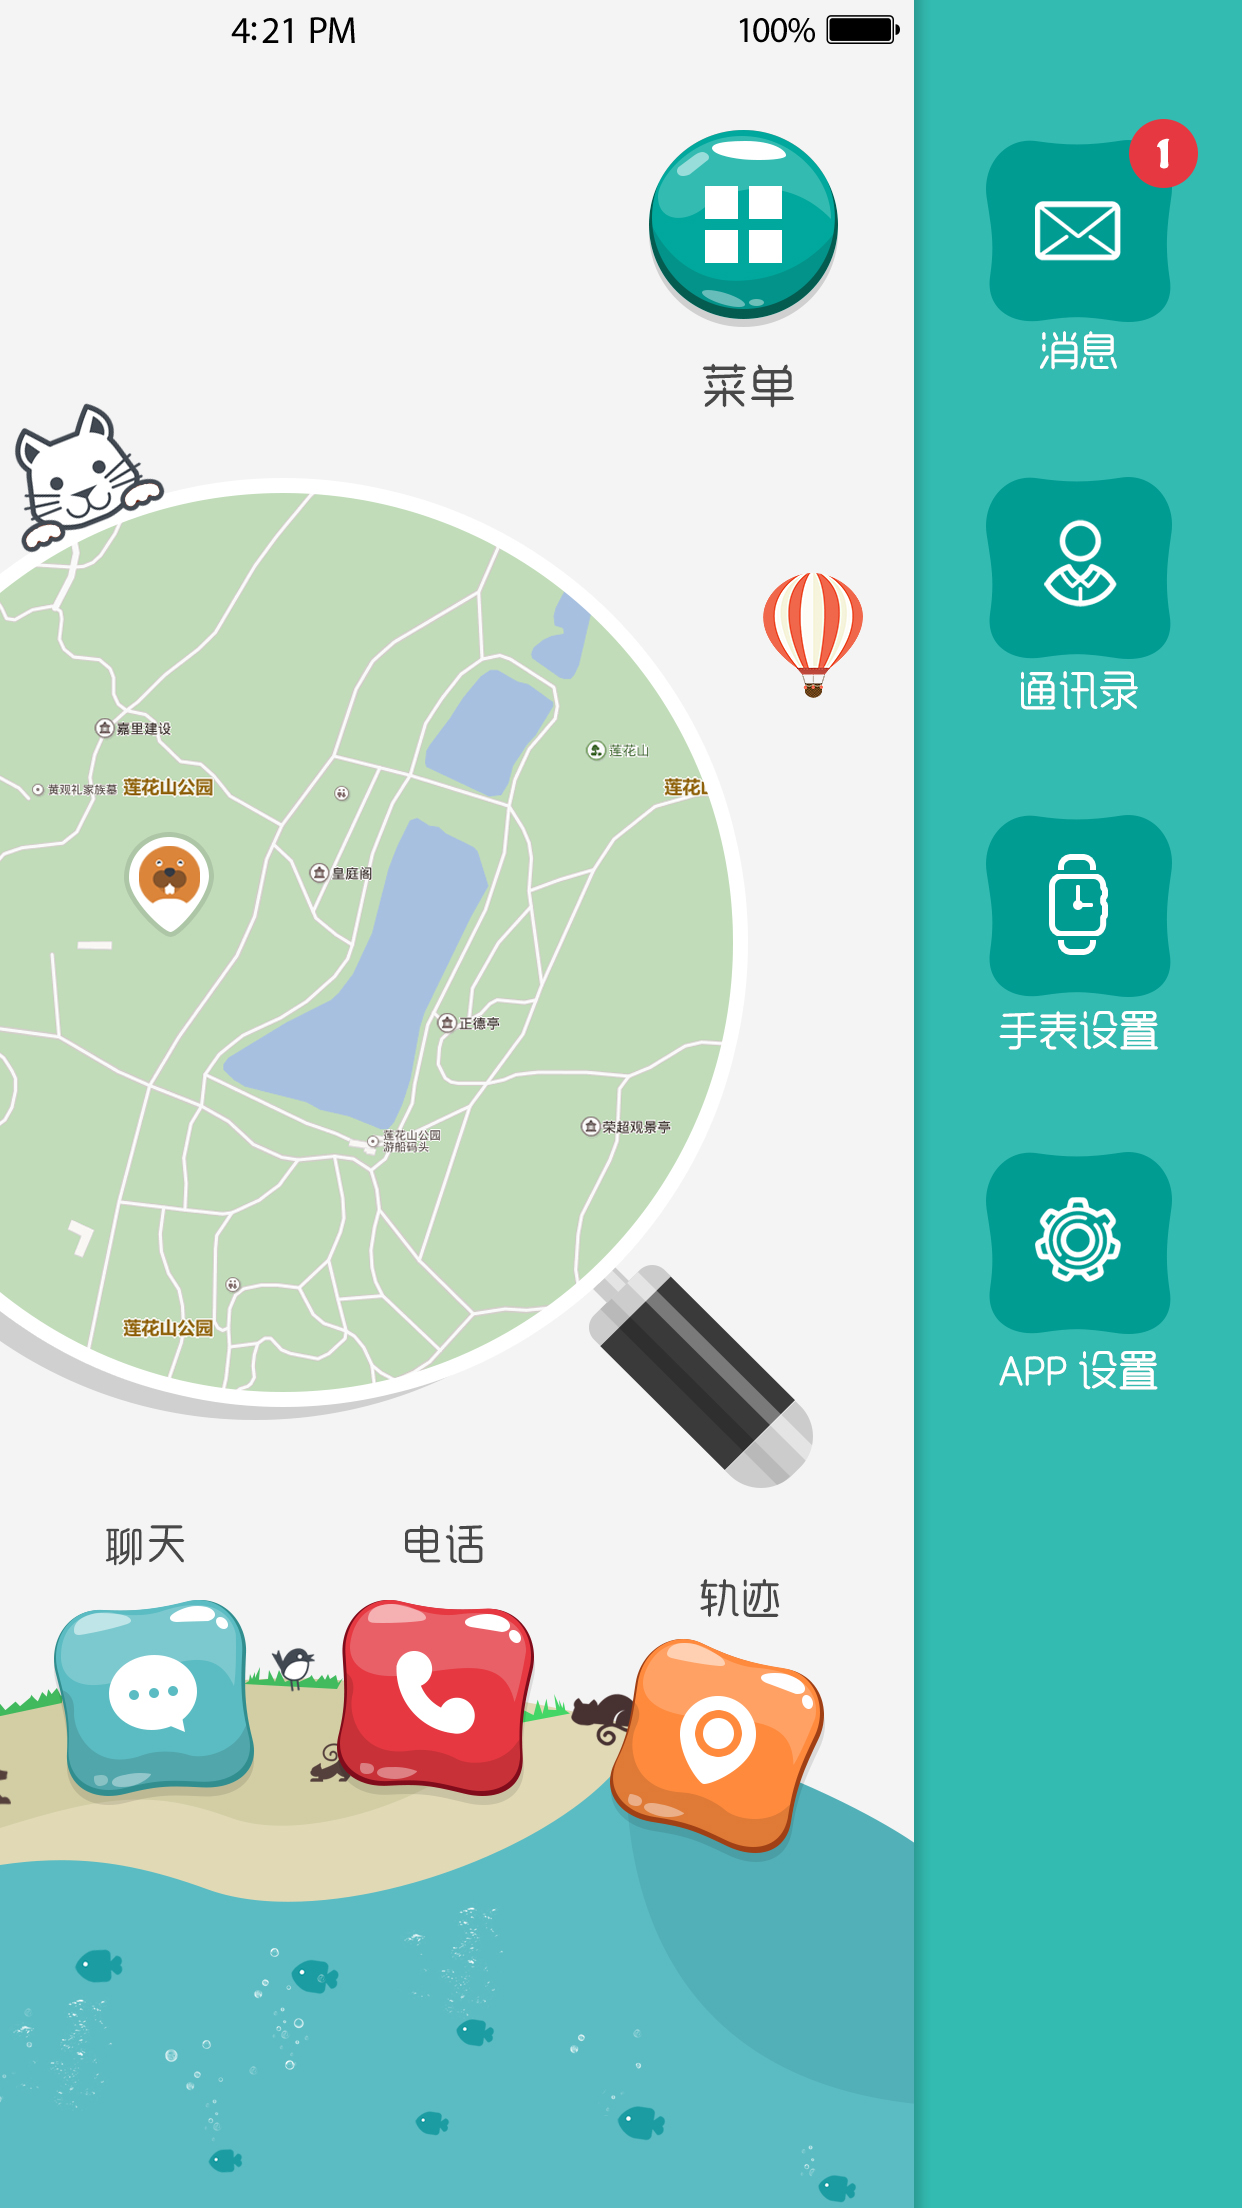 4:21 PM
100%
1
菜单
消息
通讯录
手表设置
APP 设置
嘉里建设
黄观礼家族墓
莲花山公园
莲花山
莲花山
皇庭阁
正德亭
莲花山公园
游船码头
荣超观景亭
莲花山公园
聊天
电话
轨迹